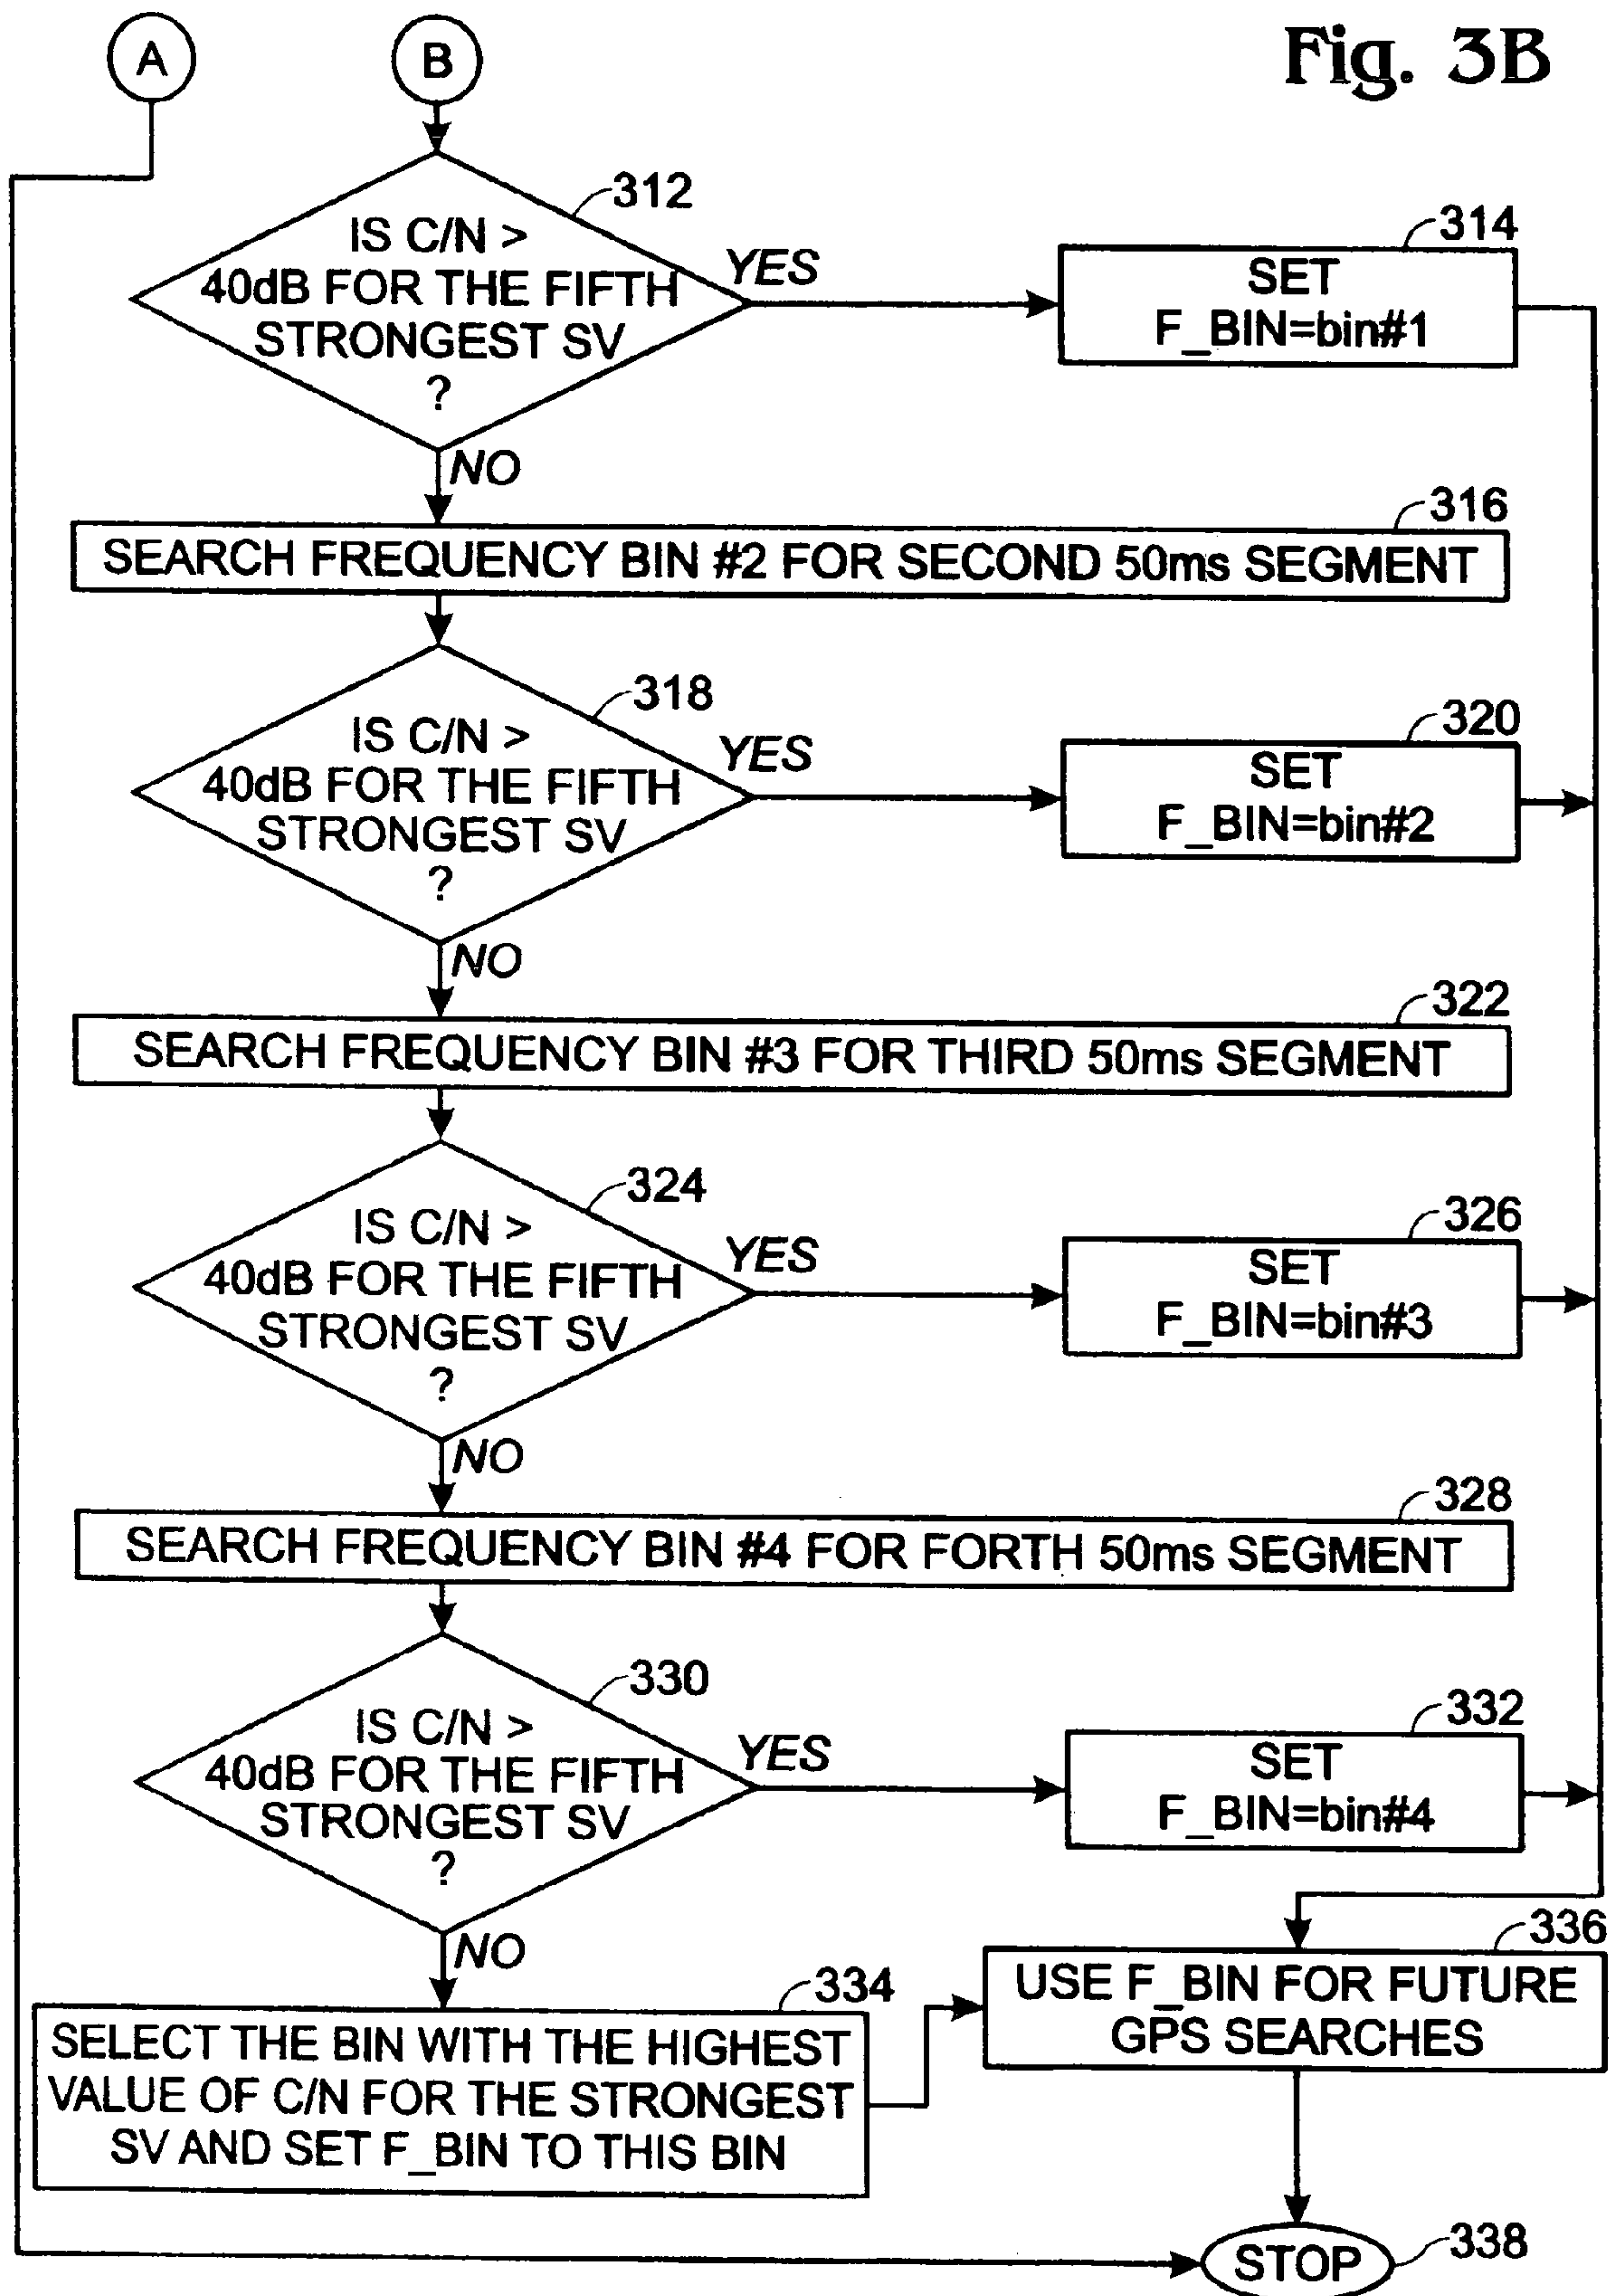 Fig. 3B
A
B
312
IS C/N >
40dB FOR THE FIFTH
STRONGEST SV
?
YES
314
SET
F_BIN=bin#1
NO
316
SEARCH FREQUENCY BIN #2 FOR SECOND 50ms SEGMENT
318
IS C/N >
40dB FOR THE FIFTH
STRONGEST SV
?
YES
320
SET
F_BIN=bin#2
NO
322
SEARCH FREQUENCY BIN #3 FOR THIRD 50ms SEGMENT
324
IS C/N >
40dB FOR THE FIFTH
STRONGEST SV
?
YES
326
SET
F_BIN=bin#3
NO
328
SEARCH FREQUENCY BIN #4 FOR FORTH 50ms SEGMENT
330
IS C/N >
40dB FOR THE FIFTH
STRONGEST SV
?
YES
332
SET
F_BIN=bin#4
NO
334
SELECT THE BIN WITH THE HIGHEST
VALUE OF C/N FOR THE STRONGEST
SV AND SET F_BIN TO THIS BIN
336
USE F_BIN FOR FUTURE
GPS SEARCHES
STOP
338